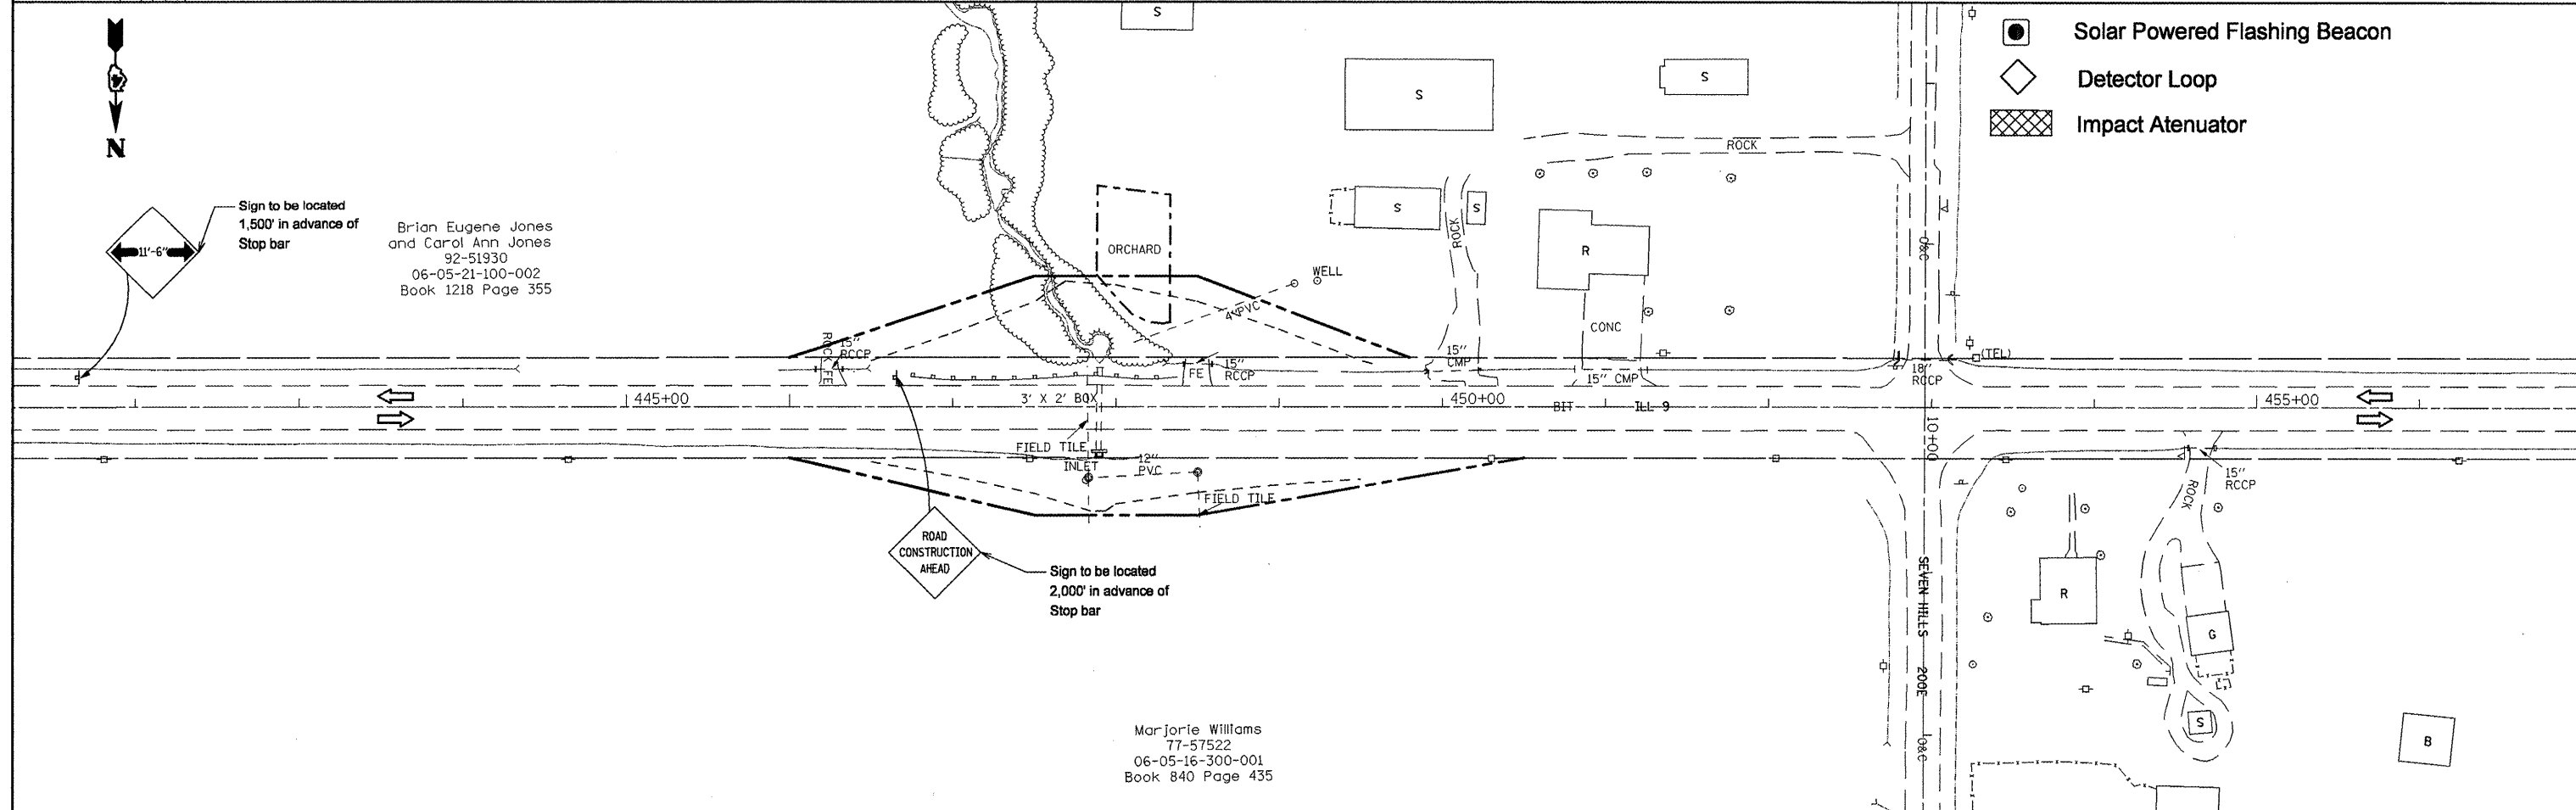 S
Solar Powered Flashing Beacon
Detector Loop
Impact Atenuator
N
S
S
ROCK
Sign to be located
1,500' in advance of
Stop bar
11'-6"
Brian Eugene Jones
and Carol Ann Jones
92-51930
06-05-21-100-002
Book 1218 Page 355
ORCHARD
S
S
ROCK
R
O&C
WELL
4" PVC
CONC
ROCK FE
15"
RCCP
FE
15"
RCCP
15"
CMP
15" CMP
18"
RCCP
(TEL)
445+00
3' X 2' BOX
450+00
BIT
ILL 9
455+00
10+00
FIELD TILE
INLET
12"
PVC
FIELD TILE
15"
RCCP
ROCK
ROAD
CONSTRUCTION
AHEAD
Sign to be located
2,000' in advance of
Stop bar
SEVEN HILLS
200E
O&C
R
G
S
B
Marjorie Williams
77-57522
06-05-16-300-001
Book 840 Page 435